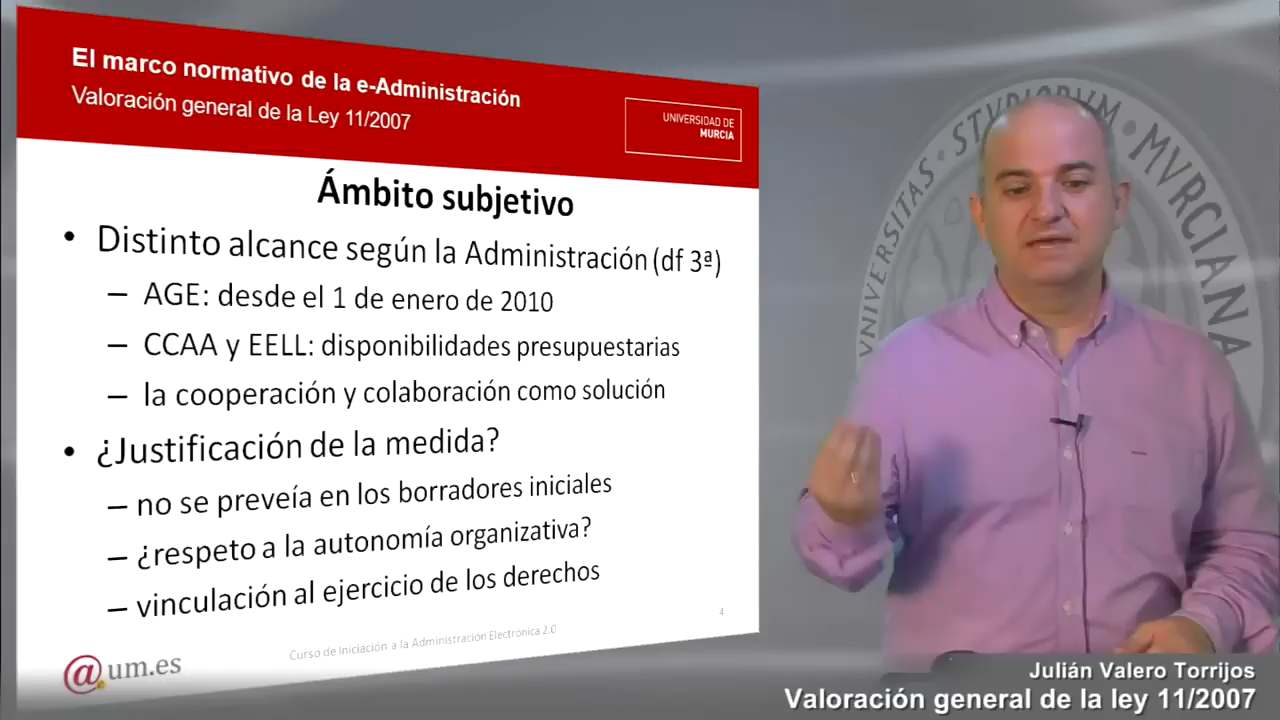 El marco normativo de la e-Administración
Valoración general de la Ley 11/2007
UNIVERSIDAD DE
MURCIA
Ámbito subjetivo
• Distinto alcance según la Administración (df 3ª)
– AGE: desde el 1 de enero de 2010
– CCAA y EELL: disponibilidades presupuestarias
– la cooperación y colaboración como solución
• ¿Justificación de la medida?
– no se preveía en los borradores iniciales
– ¿respeto a la autonomía organizativa?
– vinculación al ejercicio de los derechos
4
Curso de Iniciación a la Administración Electrónica 2.0
@um.es
UNIVERSITAS · STVDIORVM · MVRCIANA
Julián Valero Torrijos
Valoración general de la ley 11/2007